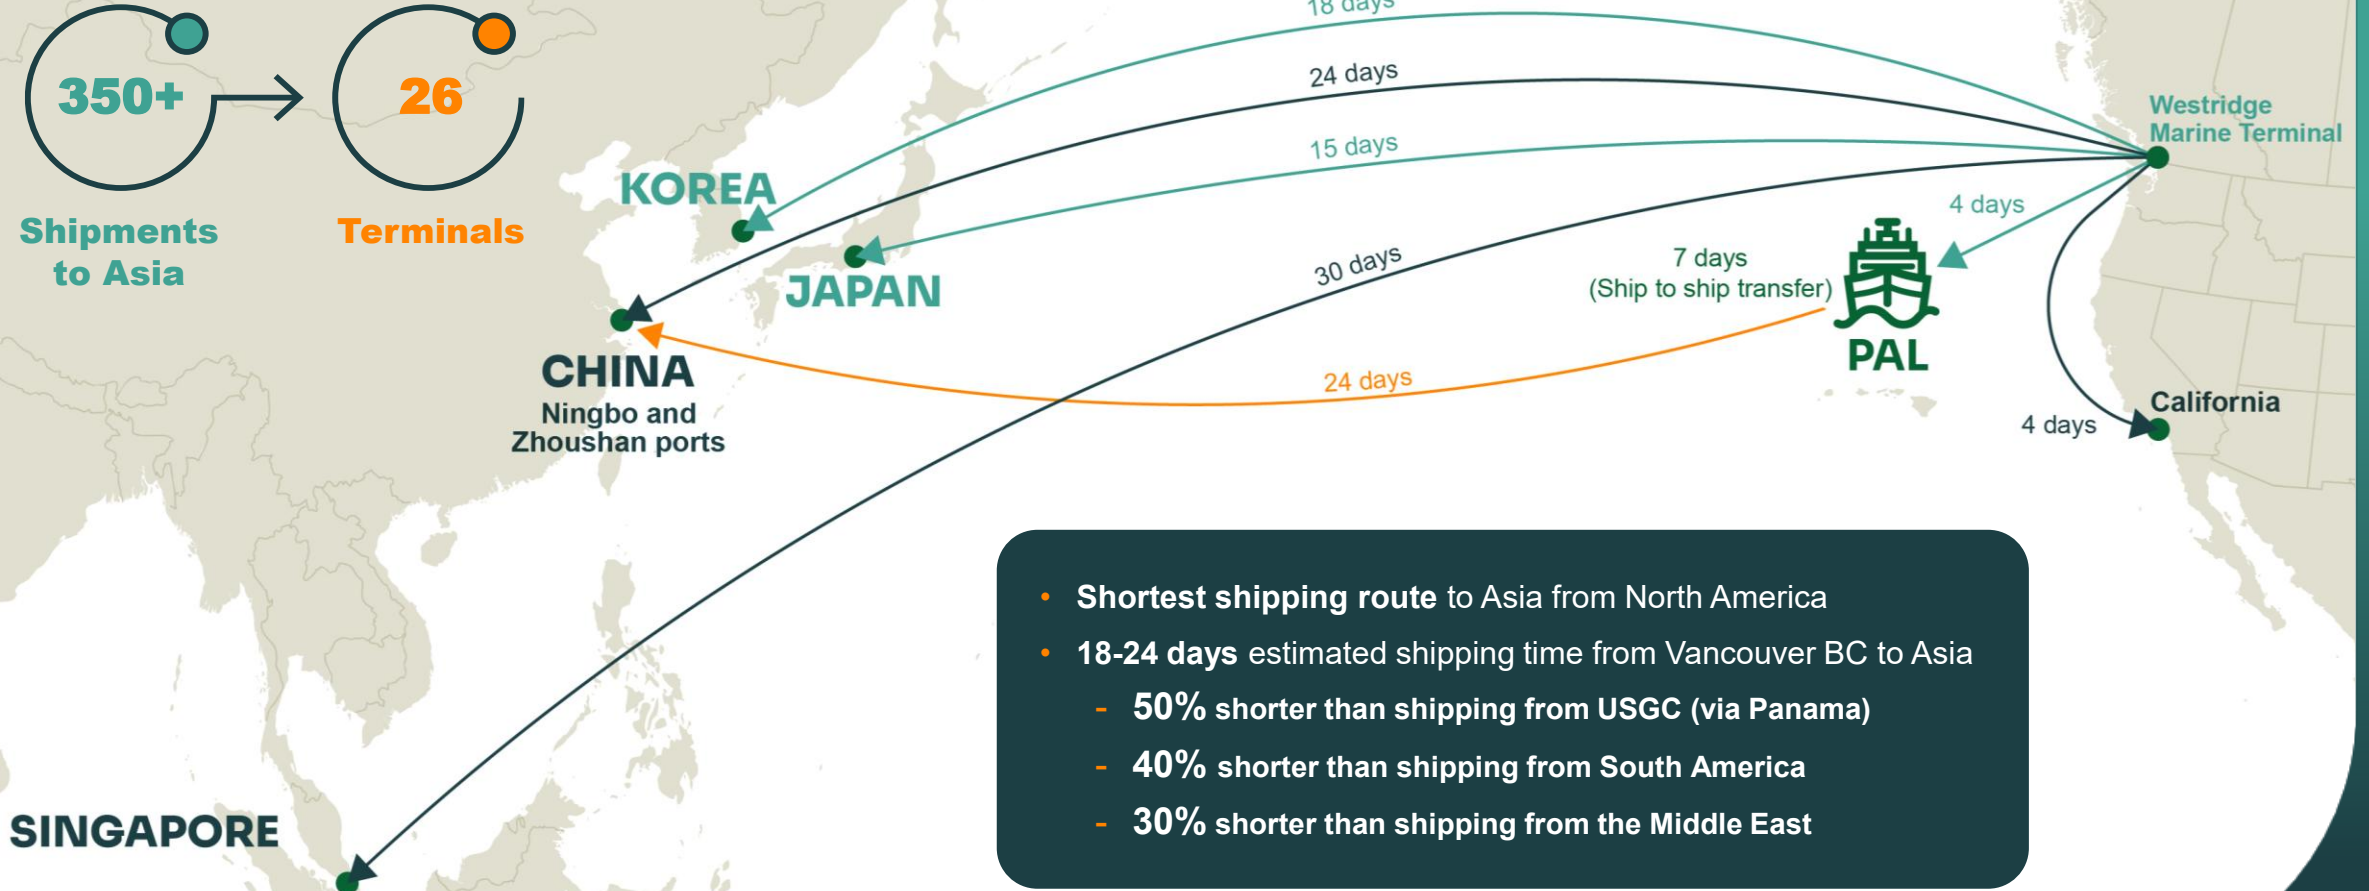 18 days
350+
26
24 days
Westridge
Marine Terminal
15 days
KOREA
4 days
Shipments
to Asia
Terminals
7 days
(Ship to ship transfer)
30 days
JAPAN
PAL
CHINA
Ningbo and
Zhoushan ports
24 days
California
4 days
• Shortest shipping route to Asia from North America
• 18-24 days estimated shipping time from Vancouver BC to Asia
- 50% shorter than shipping from USGC (via Panama)
- 40% shorter than shipping from South America
- 30% shorter than shipping from the Middle East
SINGAPORE